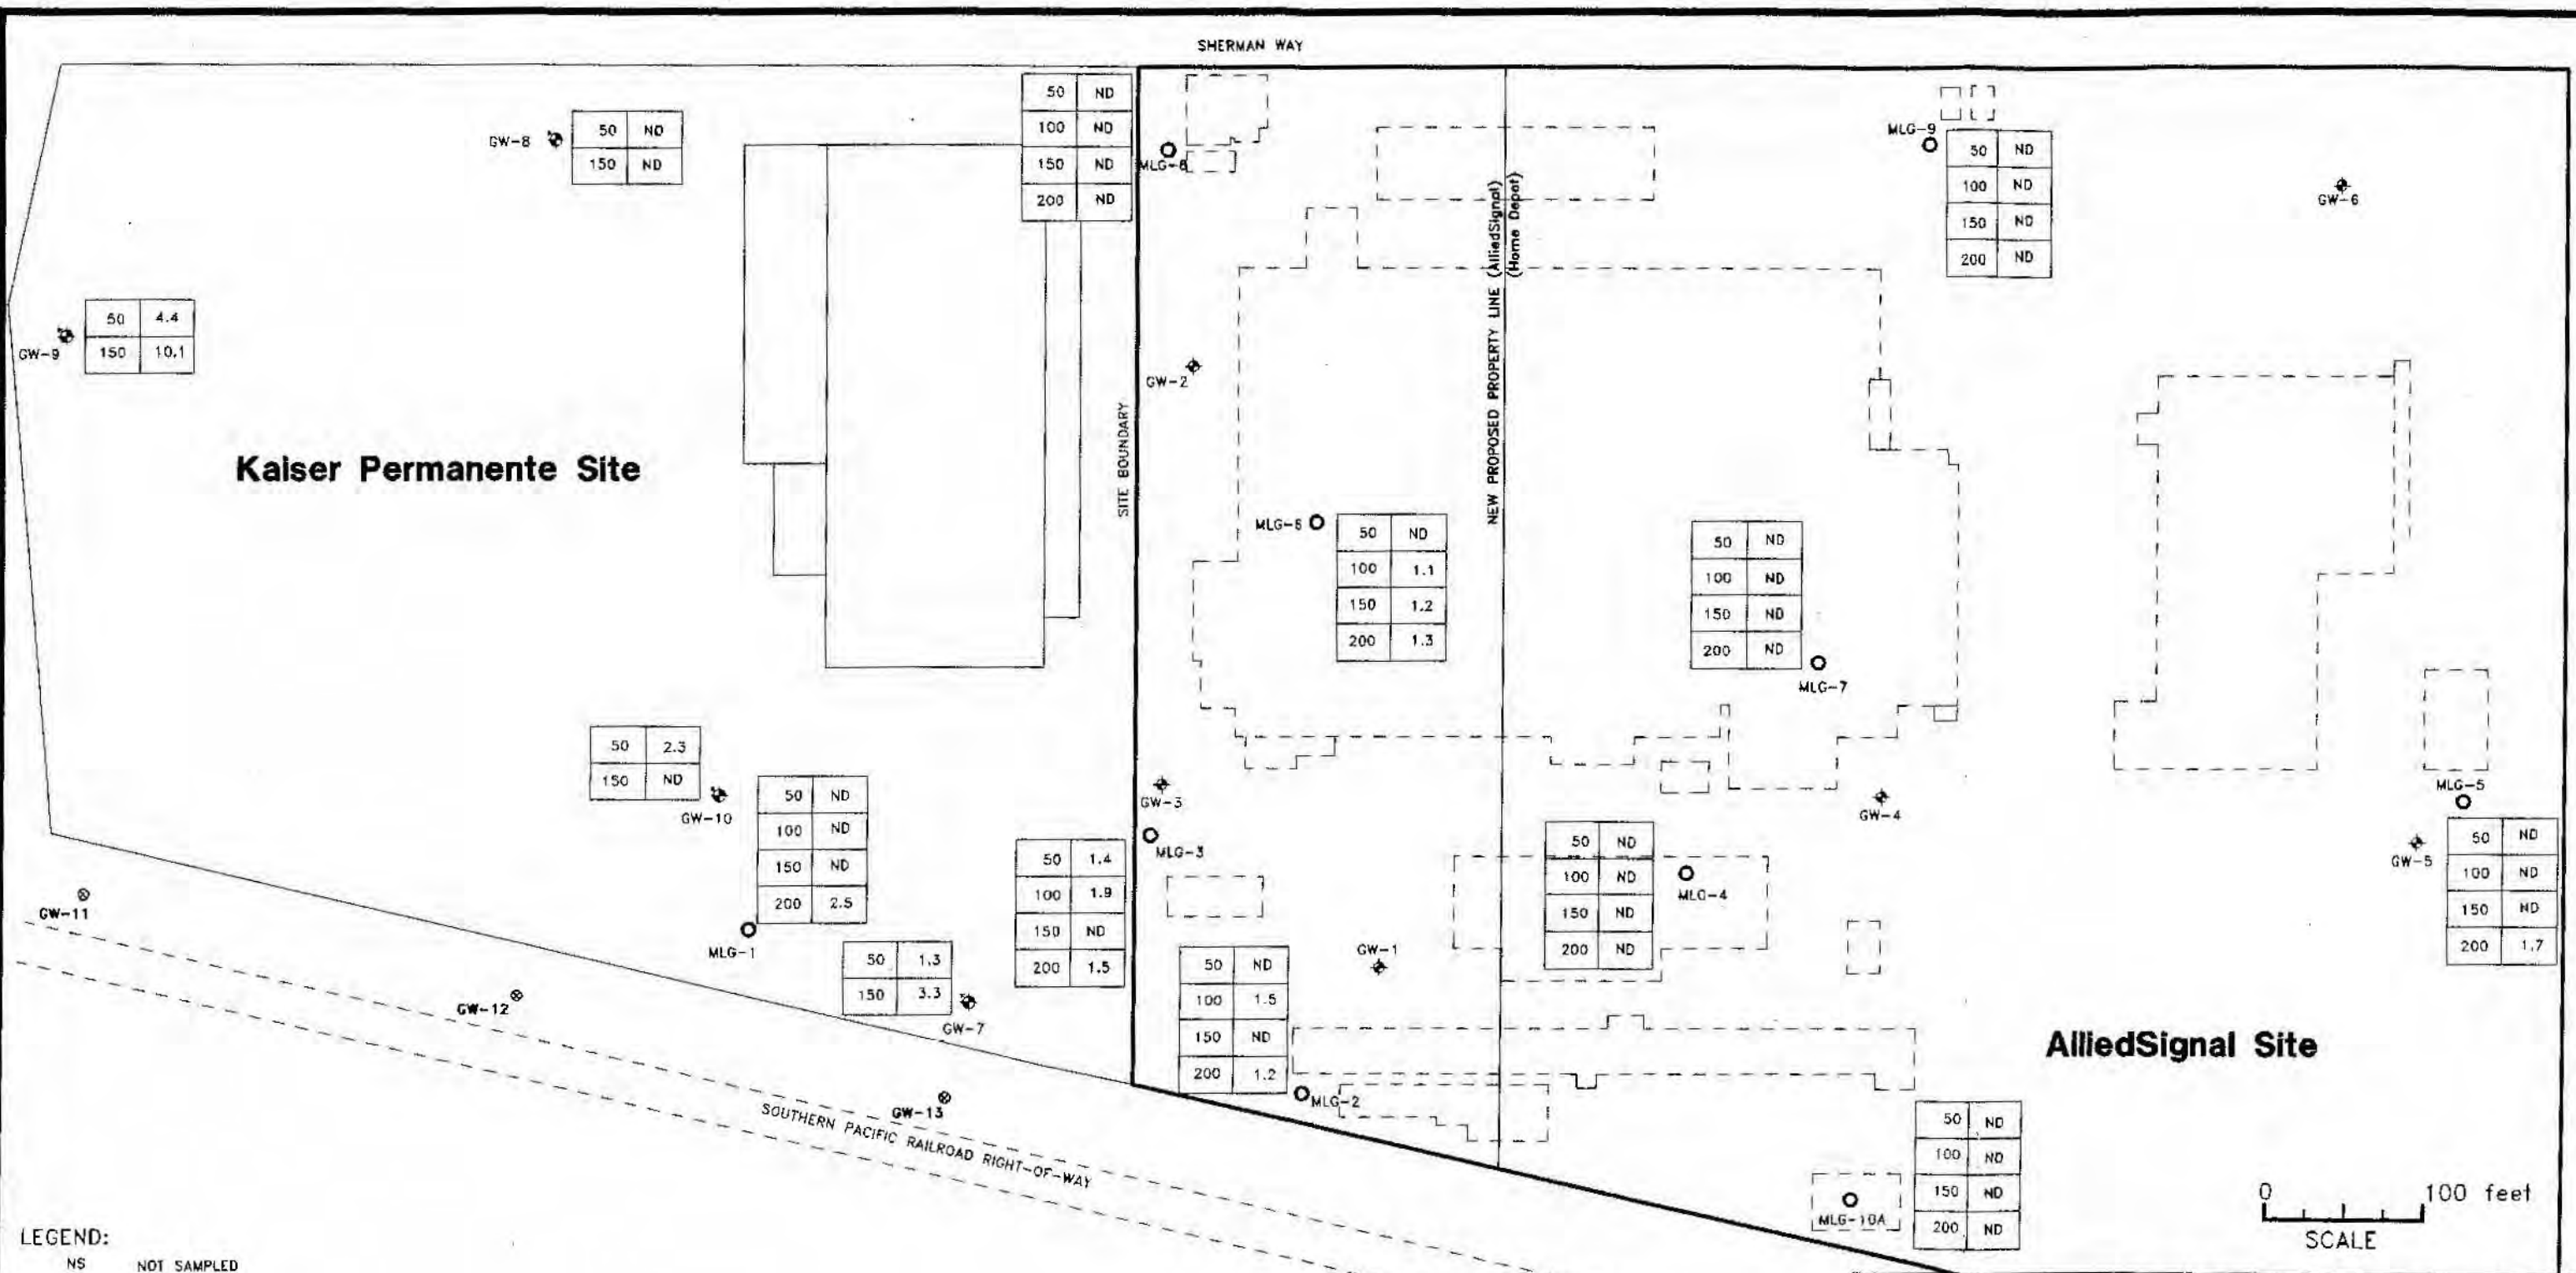 SHERMAN WAY
GW-8
50 ND
150 ND
50 ND
100 ND
150 ND
200 ND
MLG-8
MLG-9
50 ND
100 ND
150 ND
200 ND
GW-6
GW-9
50 4.4
150 10.1
GW-2
SITE BOUNDARY
NEW PROPOSED PROPERTY LINE (AlliedSignal)
(Home Depot)
Kaiser Permanente Site
MLG-6
50 ND
100 1.1
150 1.2
200 1.3
50 ND
100 ND
150 ND
200 ND
MLG-7
50 2.3
150 ND
GW-10
50 ND
100 ND
150 ND
200 2.5
MLG-1
GW-3
MLG-3
50 1.4
100 1.9
150 ND
200 1.5
GW-4
50 ND
100 ND
150 ND
200 ND
MLG-4
MLG-5
GW-5
50 ND
100 ND
150 ND
200 1.7
GW-11
GW-12
50 1.3
150 3.3
GW-7
GW-1
50 ND
100 1.5
150 ND
200 1.2
MLG-2
GW-13
SOUTHERN PACIFIC RAILROAD RIGHT-OF-WAY
AlliedSignal Site
50 ND
100 ND
150 ND
200 ND
MLG-10A
0 100 feet
SCALE
LEGEND:
NS NOT SAMPLED